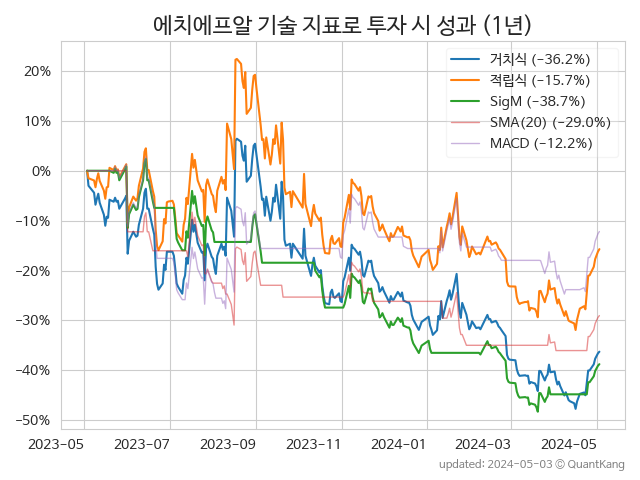 에치에프알 기술 지표로 투자 시 성과 (1년)
거치식 (−36.2%)
적립식 (−15.7%)
SigM (−38.7%)
SMA(20) (−29.0%)
MACD (−12.2%)
20%
10%
0%
−10%
−20%
−30%
−40%
−50%
2023-05 2023-07 2023-09 2023-11 2024-01 2024-03 2024-05
updated: 2024-05-03 ⓒ QuantKang